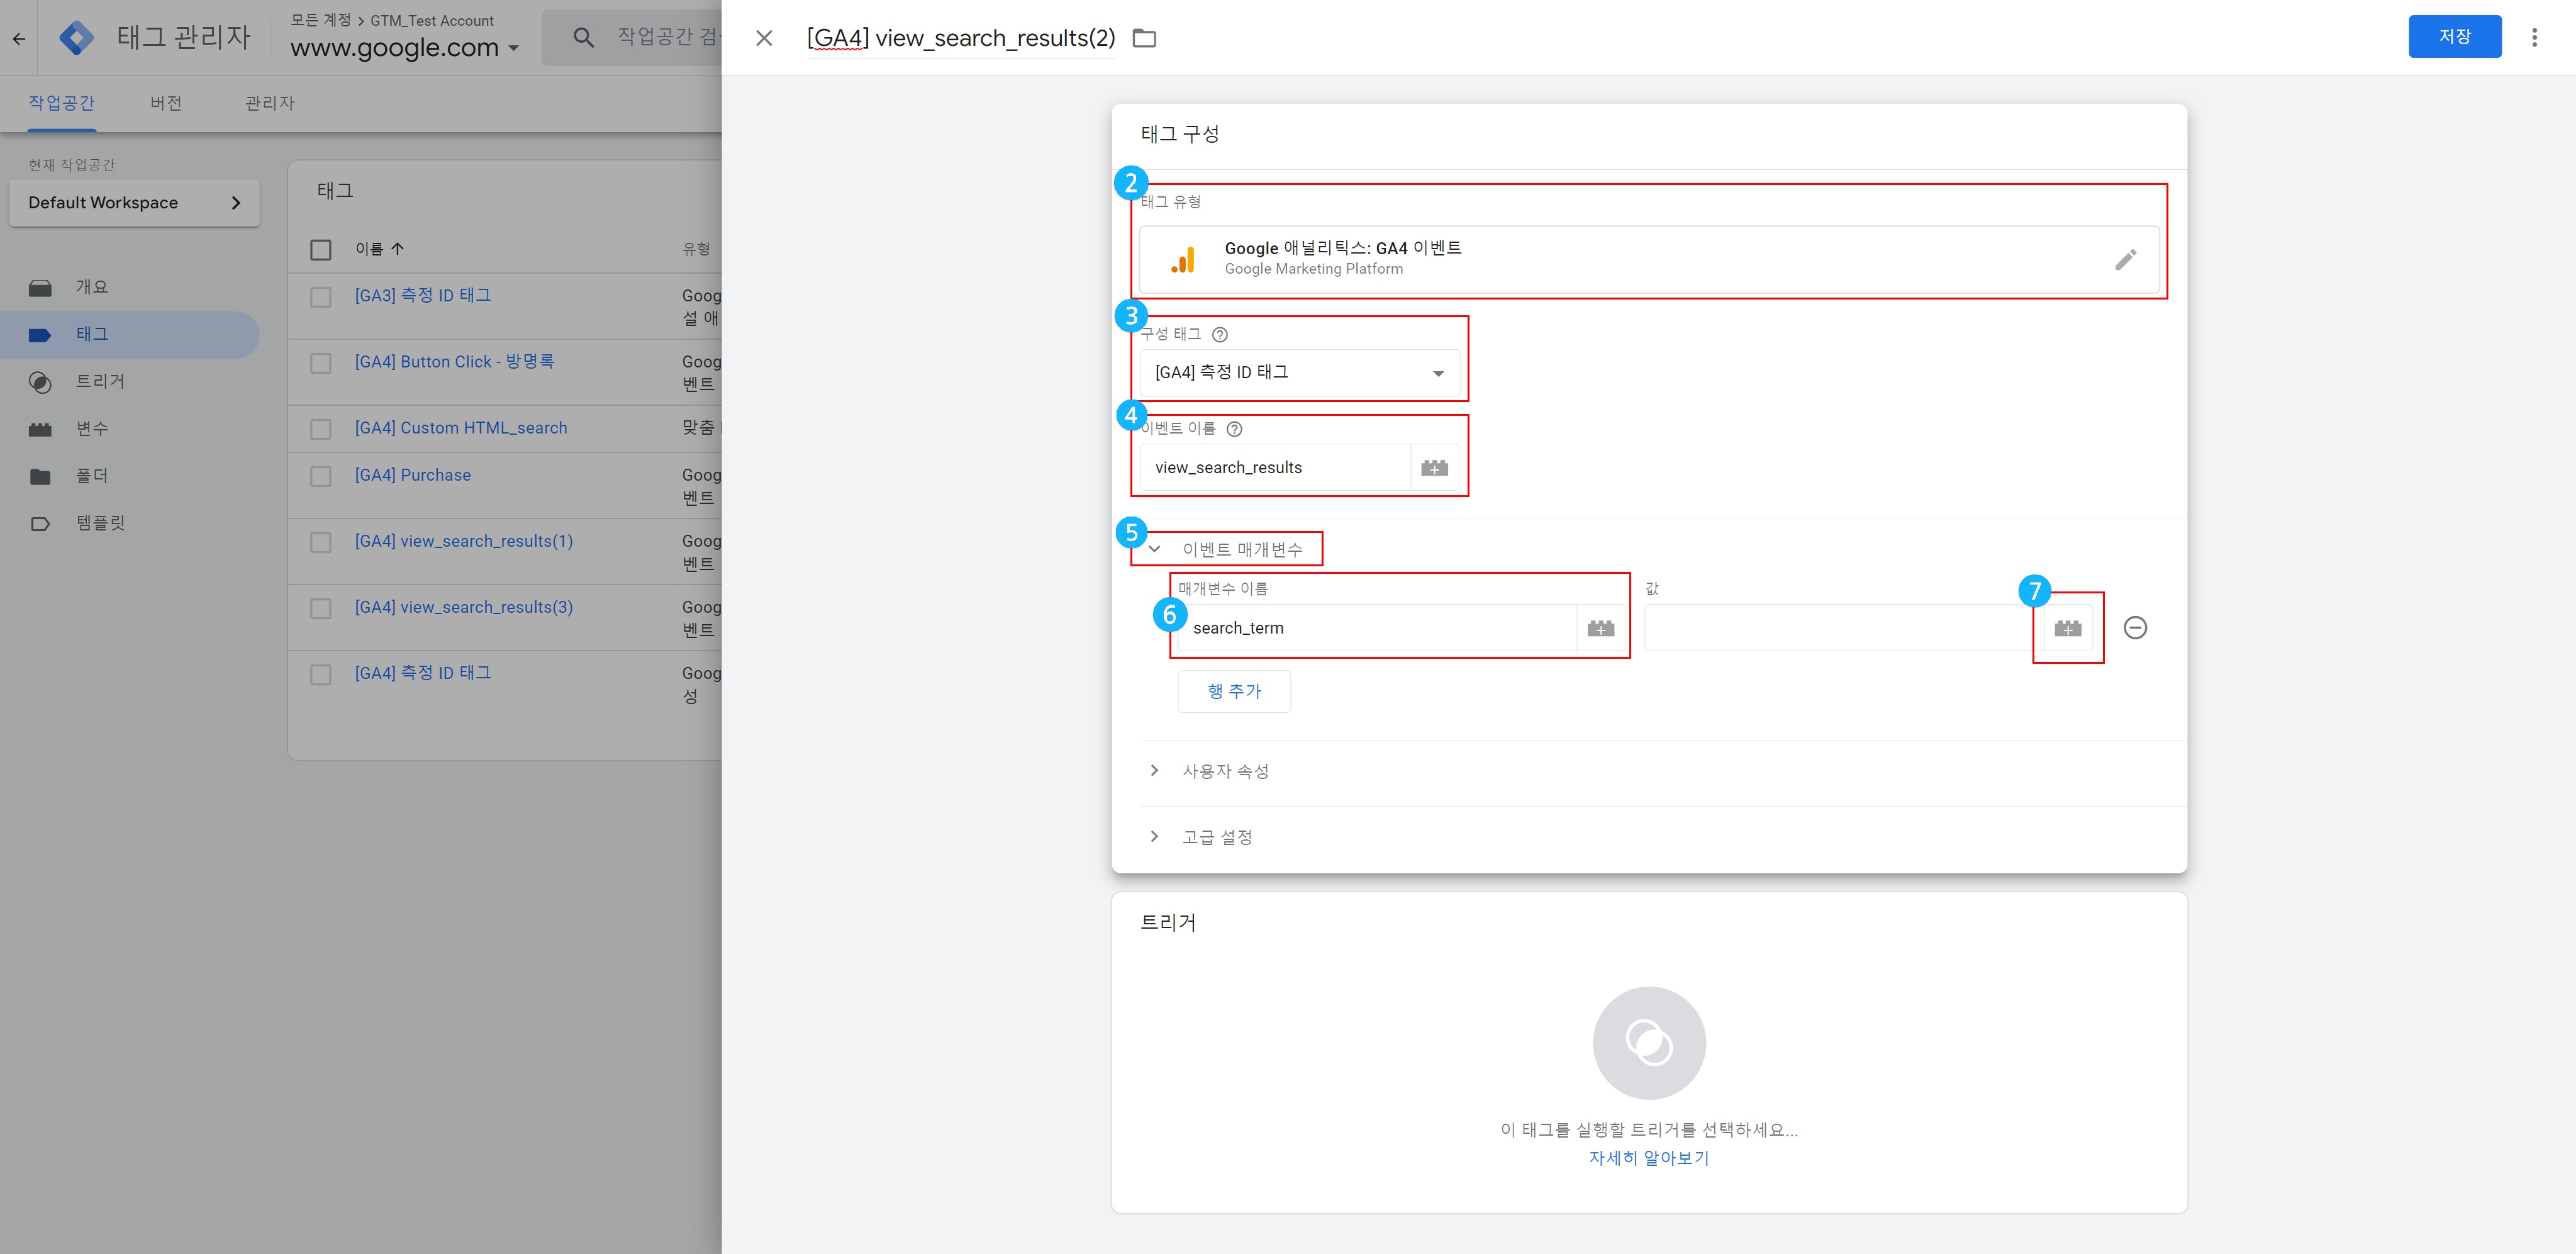 모든 계정 > GTM_Test Account
태그 관리자
www.google.com
작업공간 검
[GA4] view_search_results(2)
저장
작업공간
버전
관리자
현재 작업공간
Default Workspace
개요
태그
트리거
변수
폴더
템플릿
태그
이름
유형
[GA3] 측정 ID 태그
Goog
설 애
[GA4] Button Click - 방명록
Goog
벤트
[GA4] Custom HTML_search
맞춤
[GA4] Purchase
Goog
벤트
[GA4] view_search_results(1)
Goog
벤트
[GA4] view_search_results(3)
Goog
벤트
[GA4] 측정 ID 태그
Goog
성
태그 구성
2
태그 유형
Google 애널리틱스: GA4 이벤트
Google Marketing Platform
3
구성 태그
[GA4] 측정 ID 태그
4
이벤트 이름
view_search_results
5
이벤트 매개변수
매개변수 이름
값
6
search_term
7
행 추가
사용자 속성
고급 설정
트리거
이 태그를 실행할 트리거를 선택하세요...
자세히 알아보기